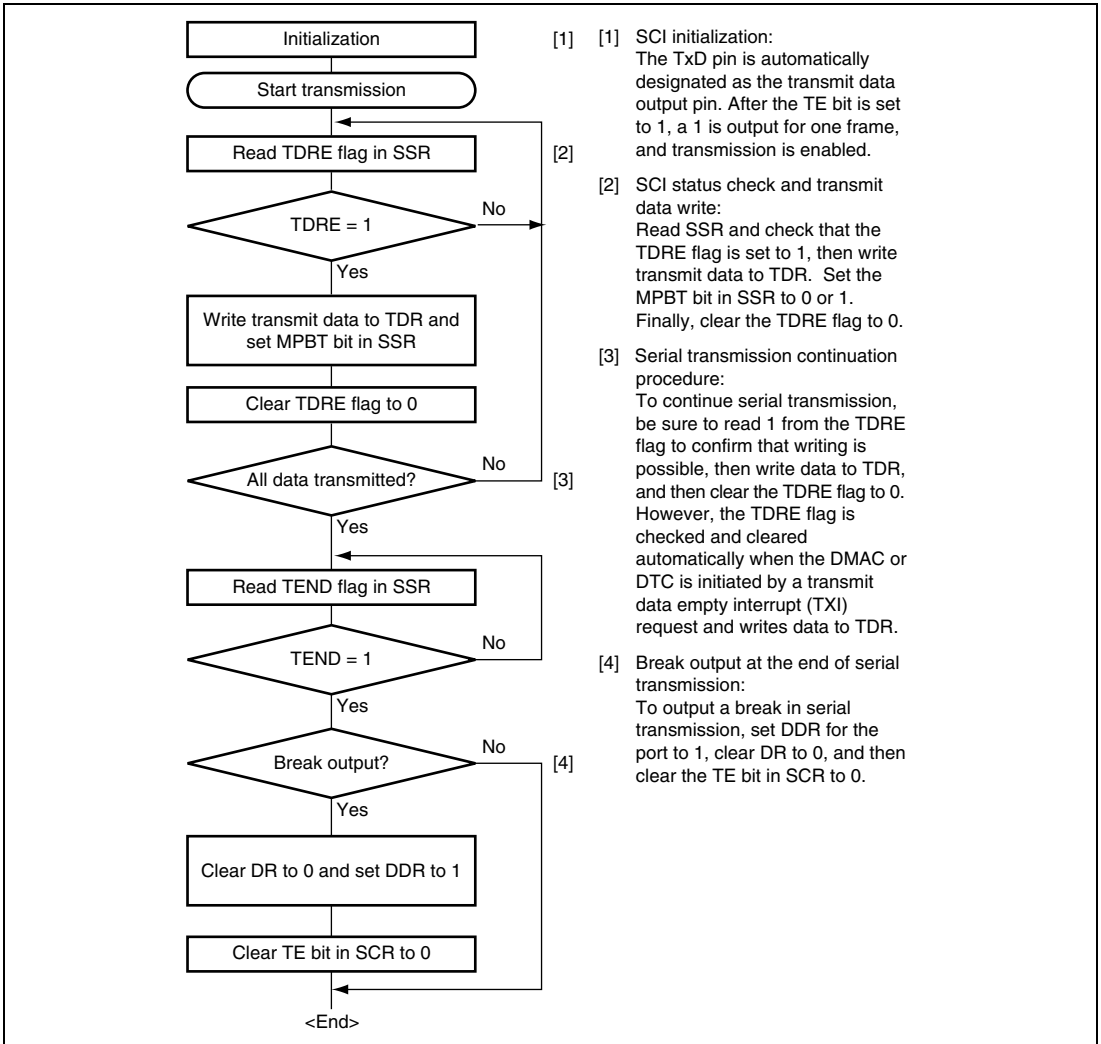 Initialization
[1]
Start transmission
Read TDRE flag in SSR
[2]
TDRE = 1
No
Yes
Write transmit data to TDR and
set MPBT bit in SSR
Clear TDRE flag to 0
All data transmitted?
No
[3]
Yes
Read TEND flag in SSR
TEND = 1
No
Yes
Break output?
No
[4]
Yes
Clear DR to 0 and set DDR to 1
Clear TE bit in SCR to 0
<End>
[1] SCI initialization:
The TxD pin is automatically
designated as the transmit data
output pin. After the TE bit is set
to 1, a 1 is output for one frame,
and transmission is enabled.
[2] SCI status check and transmit
data write:
Read SSR and check that the
TDRE flag is set to 1, then write
transmit data to TDR.  Set the
MPBT bit in SSR to 0 or 1.
Finally, clear the TDRE flag to 0.
[3] Serial transmission continuation
procedure:
To continue serial transmission,
be sure to read 1 from the TDRE
flag to confirm that writing is
possible, then write data to TDR,
and then clear the TDRE flag to 0.
However, the TDRE flag is
checked and cleared
automatically when the DMAC or
DTC is initiated by a transmit
data empty interrupt (TXI)
request and writes data to TDR.
[4] Break output at the end of serial
transmission:
To output a break in serial
transmission, set DDR for the
port to 1, clear DR to 0, and then
clear the TE bit in SCR to 0.